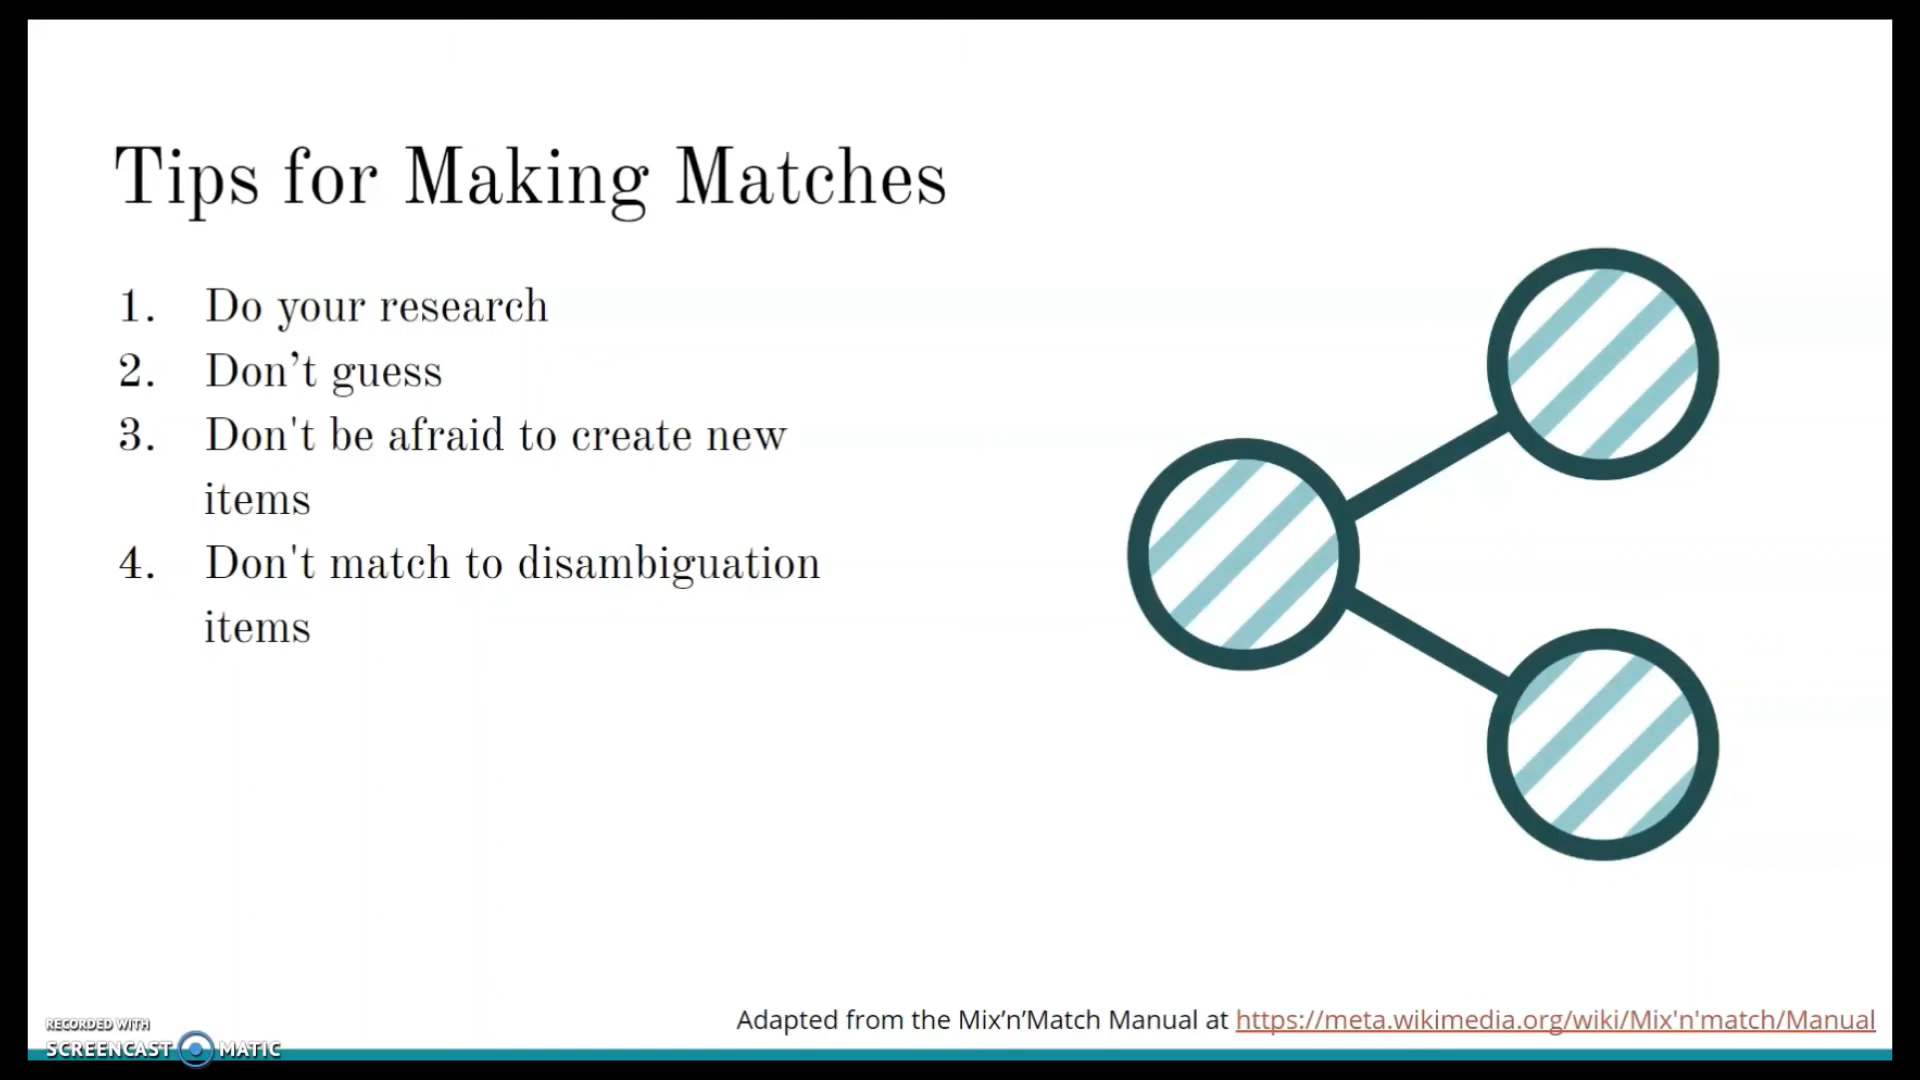 Tips for Making Matches
1. Do your research
2. Don’t guess
3. Don't be afraid to create new
items
4. Don't match to disambiguation
items
Adapted from the Mix’n’Match Manual at https://meta.wikimedia.org/wiki/Mix'n'match/Manual
RECORDED WITH
SCREENCAST MATIC